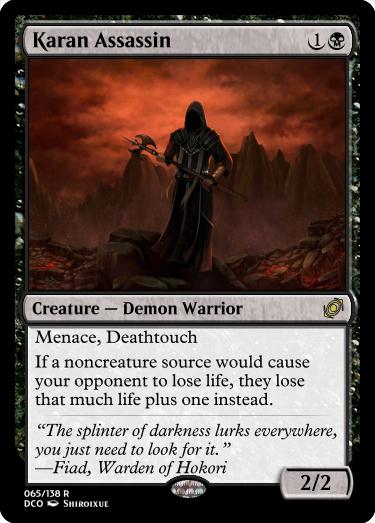 Karan Assassin 1
Creature — Demon Warrior
Menace, Deathtouch
If a noncreature source would cause
your opponent to lose life, they lose
that much life plus one instead.
“The splinter of darkness lurks everywhere,
you just need to look for it.”
—Fiad, Warden of Hokori
2/2
065/138 R
DCO Shiroixue